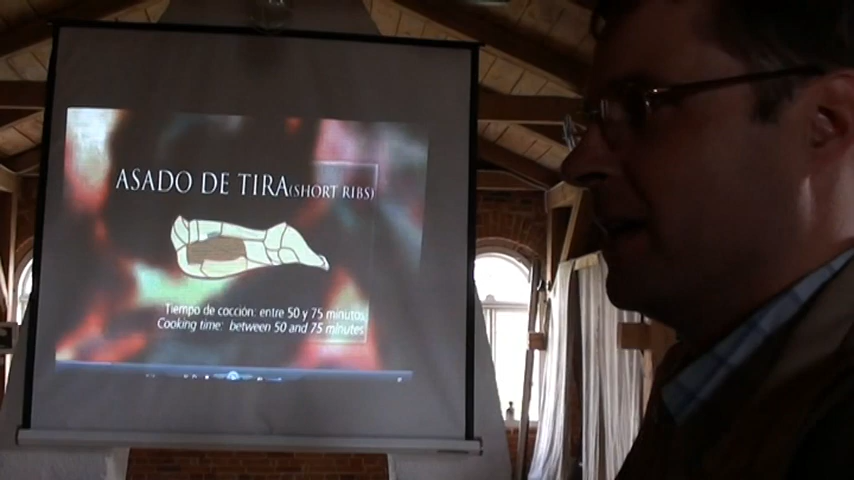 ASADO DE TIRA(SHORT RIBS)
Tiempo de cocción: entre 50 y 75 minutos
Cooking time: between 50 and 75 minutes